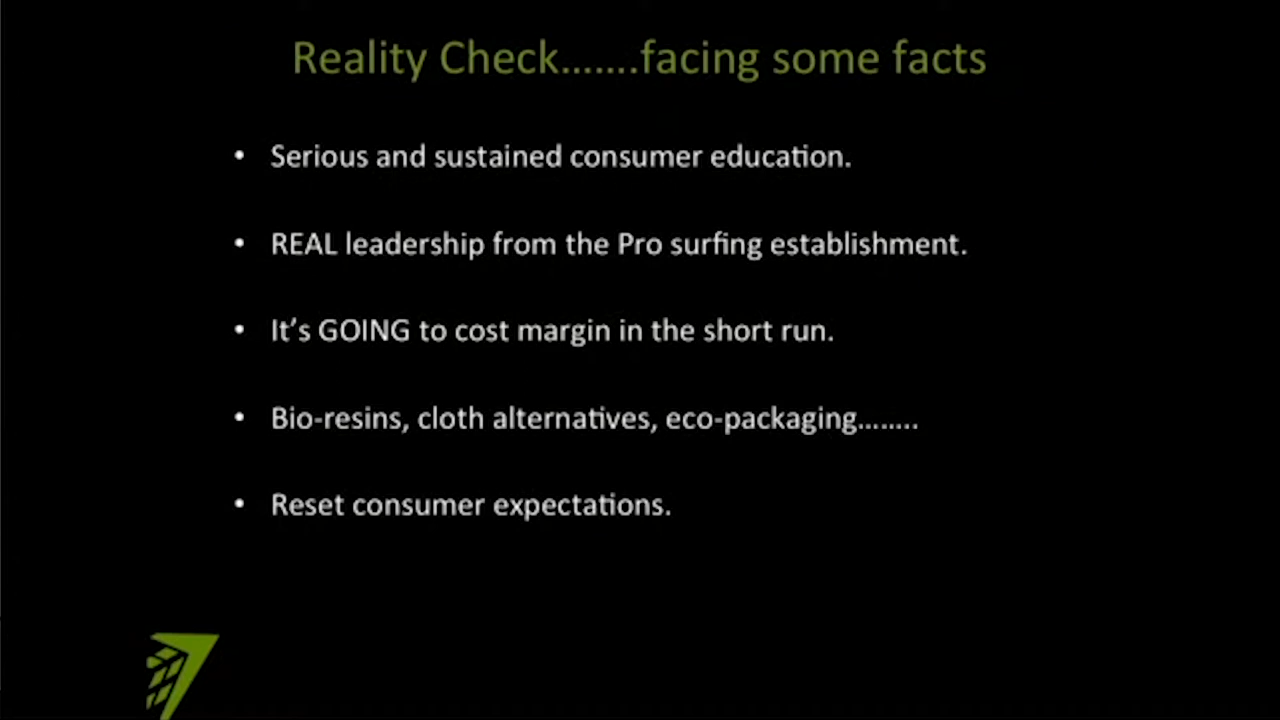 Reality Check.......facing some facts
• Serious and sustained consumer education.
• REAL leadership from the Pro surfing establishment.
• It’s GOING to cost margin in the short run.
• Bio-resins, cloth alternatives, eco-packaging........
• Reset consumer expectations.